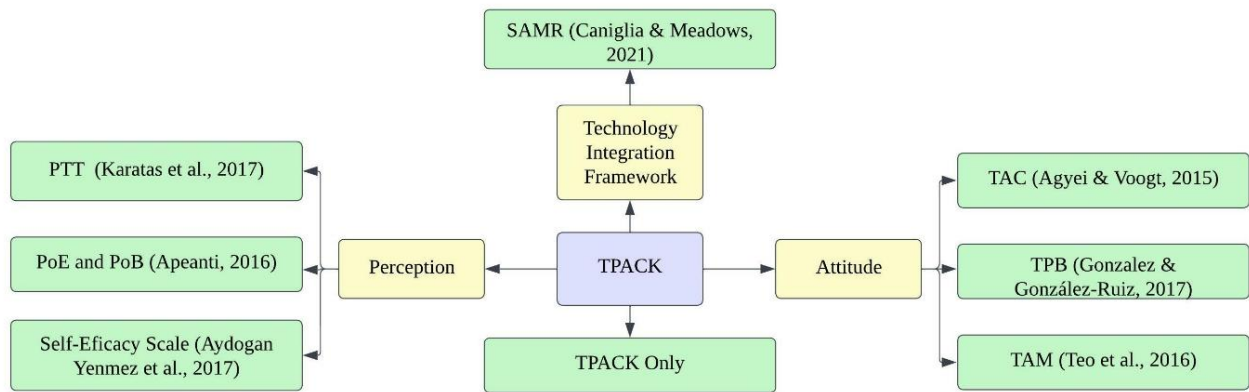 SAMR (Caniglia & Meadows,
2021)
Technology
Integration
Framework
PTT (Karatas et al., 2017)
TAC (Agyei & Voogt, 2015)
PoE and PoB (Apeanti, 2016)
Perception
TPACK
Attitude
TPB (Gonzalez &
González-Ruiz, 2017)
Self-Eficacy Scale (Aydogan
Yenmez et al., 2017)
TPACK Only
TAM (Teo et al., 2016)